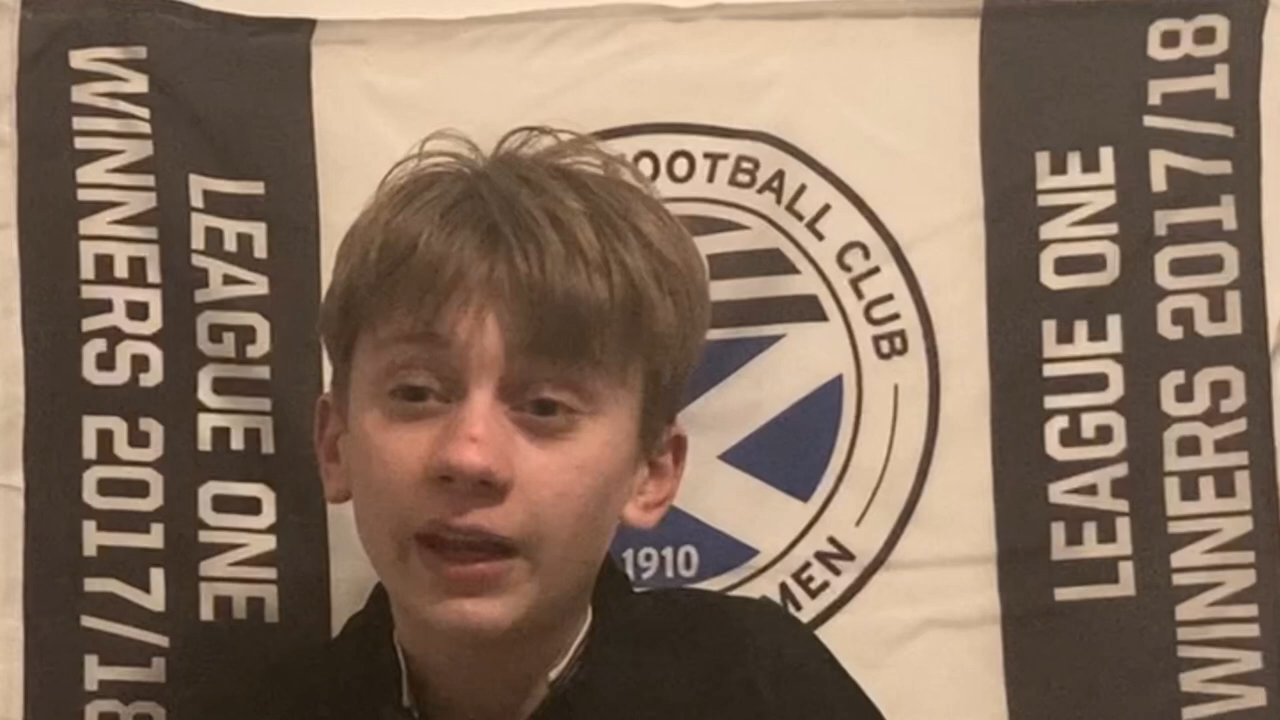 LEAGUE ONE
WINNERS 2017/18
OOTBALL CLUB
1910
MEN
LEAGUE ONE
WINNERS 2017/18